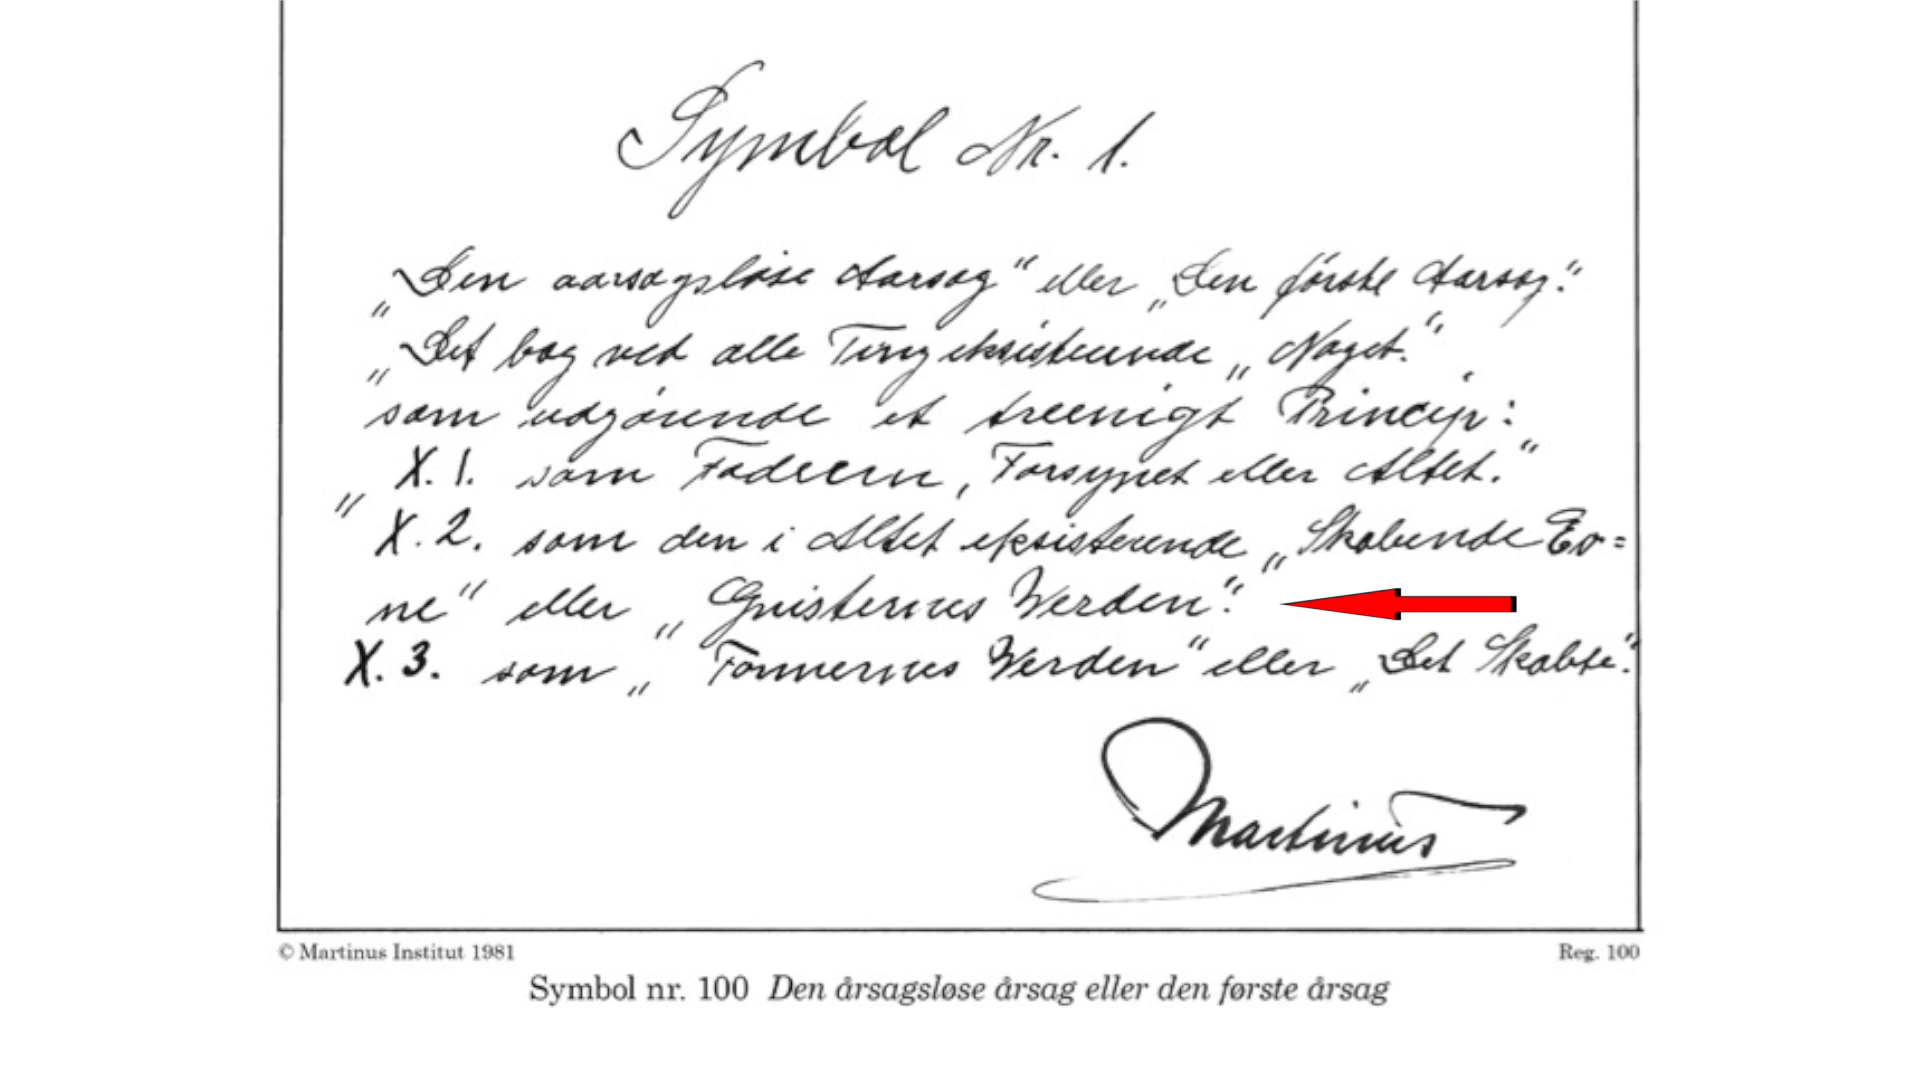 Symbol Nr. 1.
„Den aarsagsløse Aarsag“ eller „Den første Aarsag“.
„Det bag ved alle Ting eksisterende „Noget“.
som udgørende et treenigt Princip:
„X. 1. som Faderen, Forsynet eller Altet.“
X. 2. som den i Altet eksisterende „Skabende Ev=
ne“ eller „Gnisternes Verden“.
X. 3. som „Formernes Verden“ eller „Det Skabte“.
Martinus
© Martinus Institut 1981
Reg. 100
Symbol nr. 100 Den årsagsløse årsag eller den første årsag